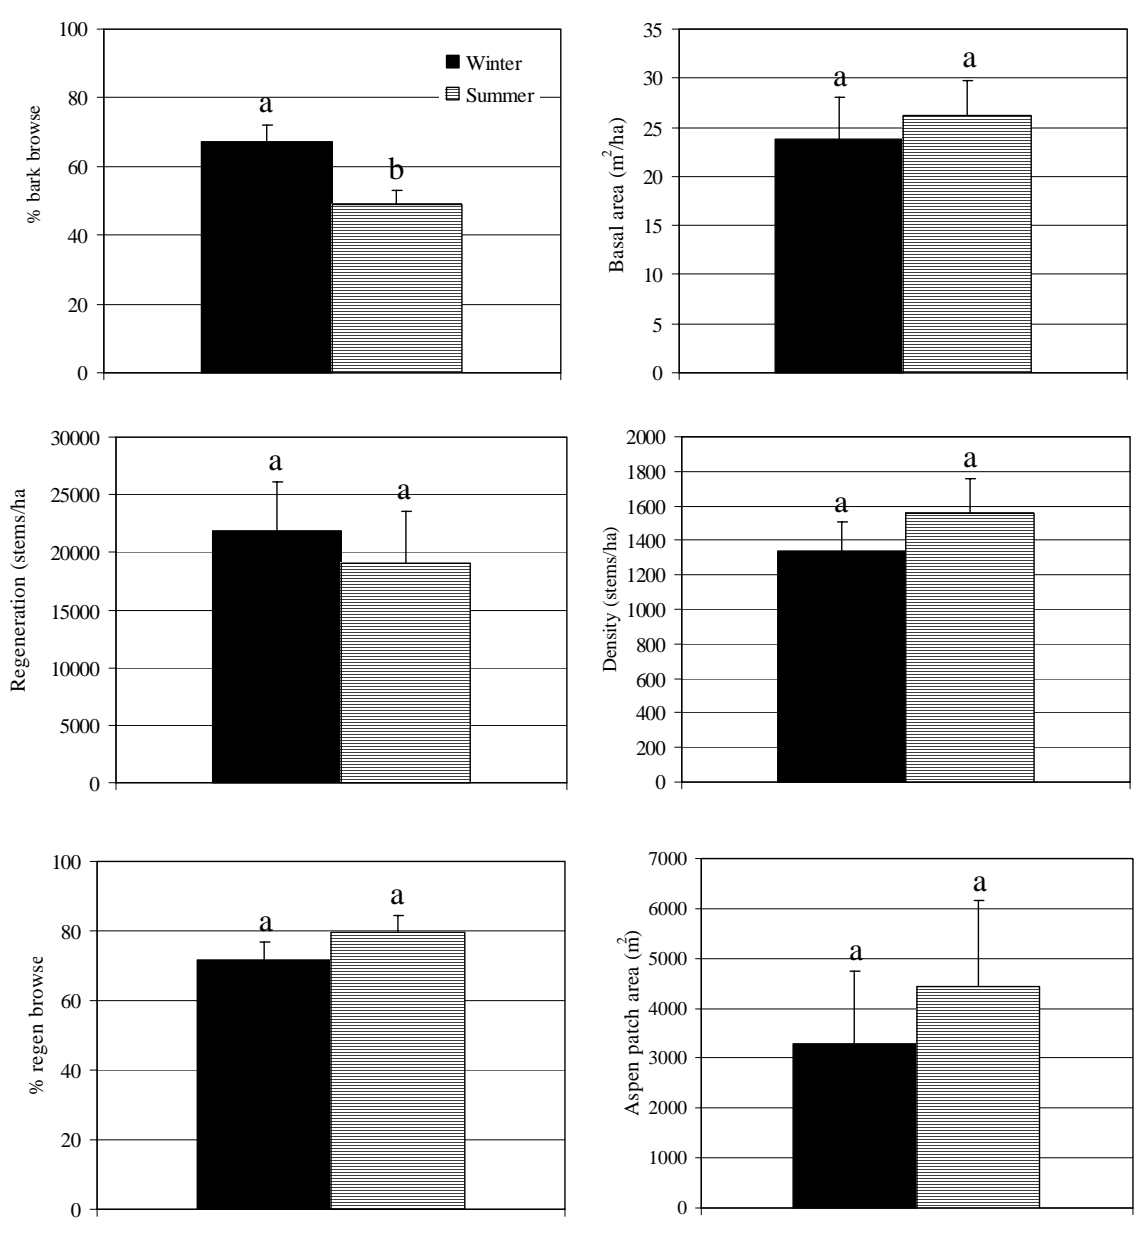 100
80
60
40
20
0
% bark browse
Winter
Summer
a
b
35
30
25
20
15
10
5
0
Basal area (m²/ha)
a
a
30000
25000
20000
15000
10000
5000
0
Regeneration (stems/ha
a
a
2000
1800
1600
1400
1200
1000
800
600
400
200
0
Density (stems/ha)
a
a
100
80
60
40
20
0
% regen browse
a
a
7000
6000
5000
4000
3000
2000
1000
0
Aspen patch area (m²)
a
a